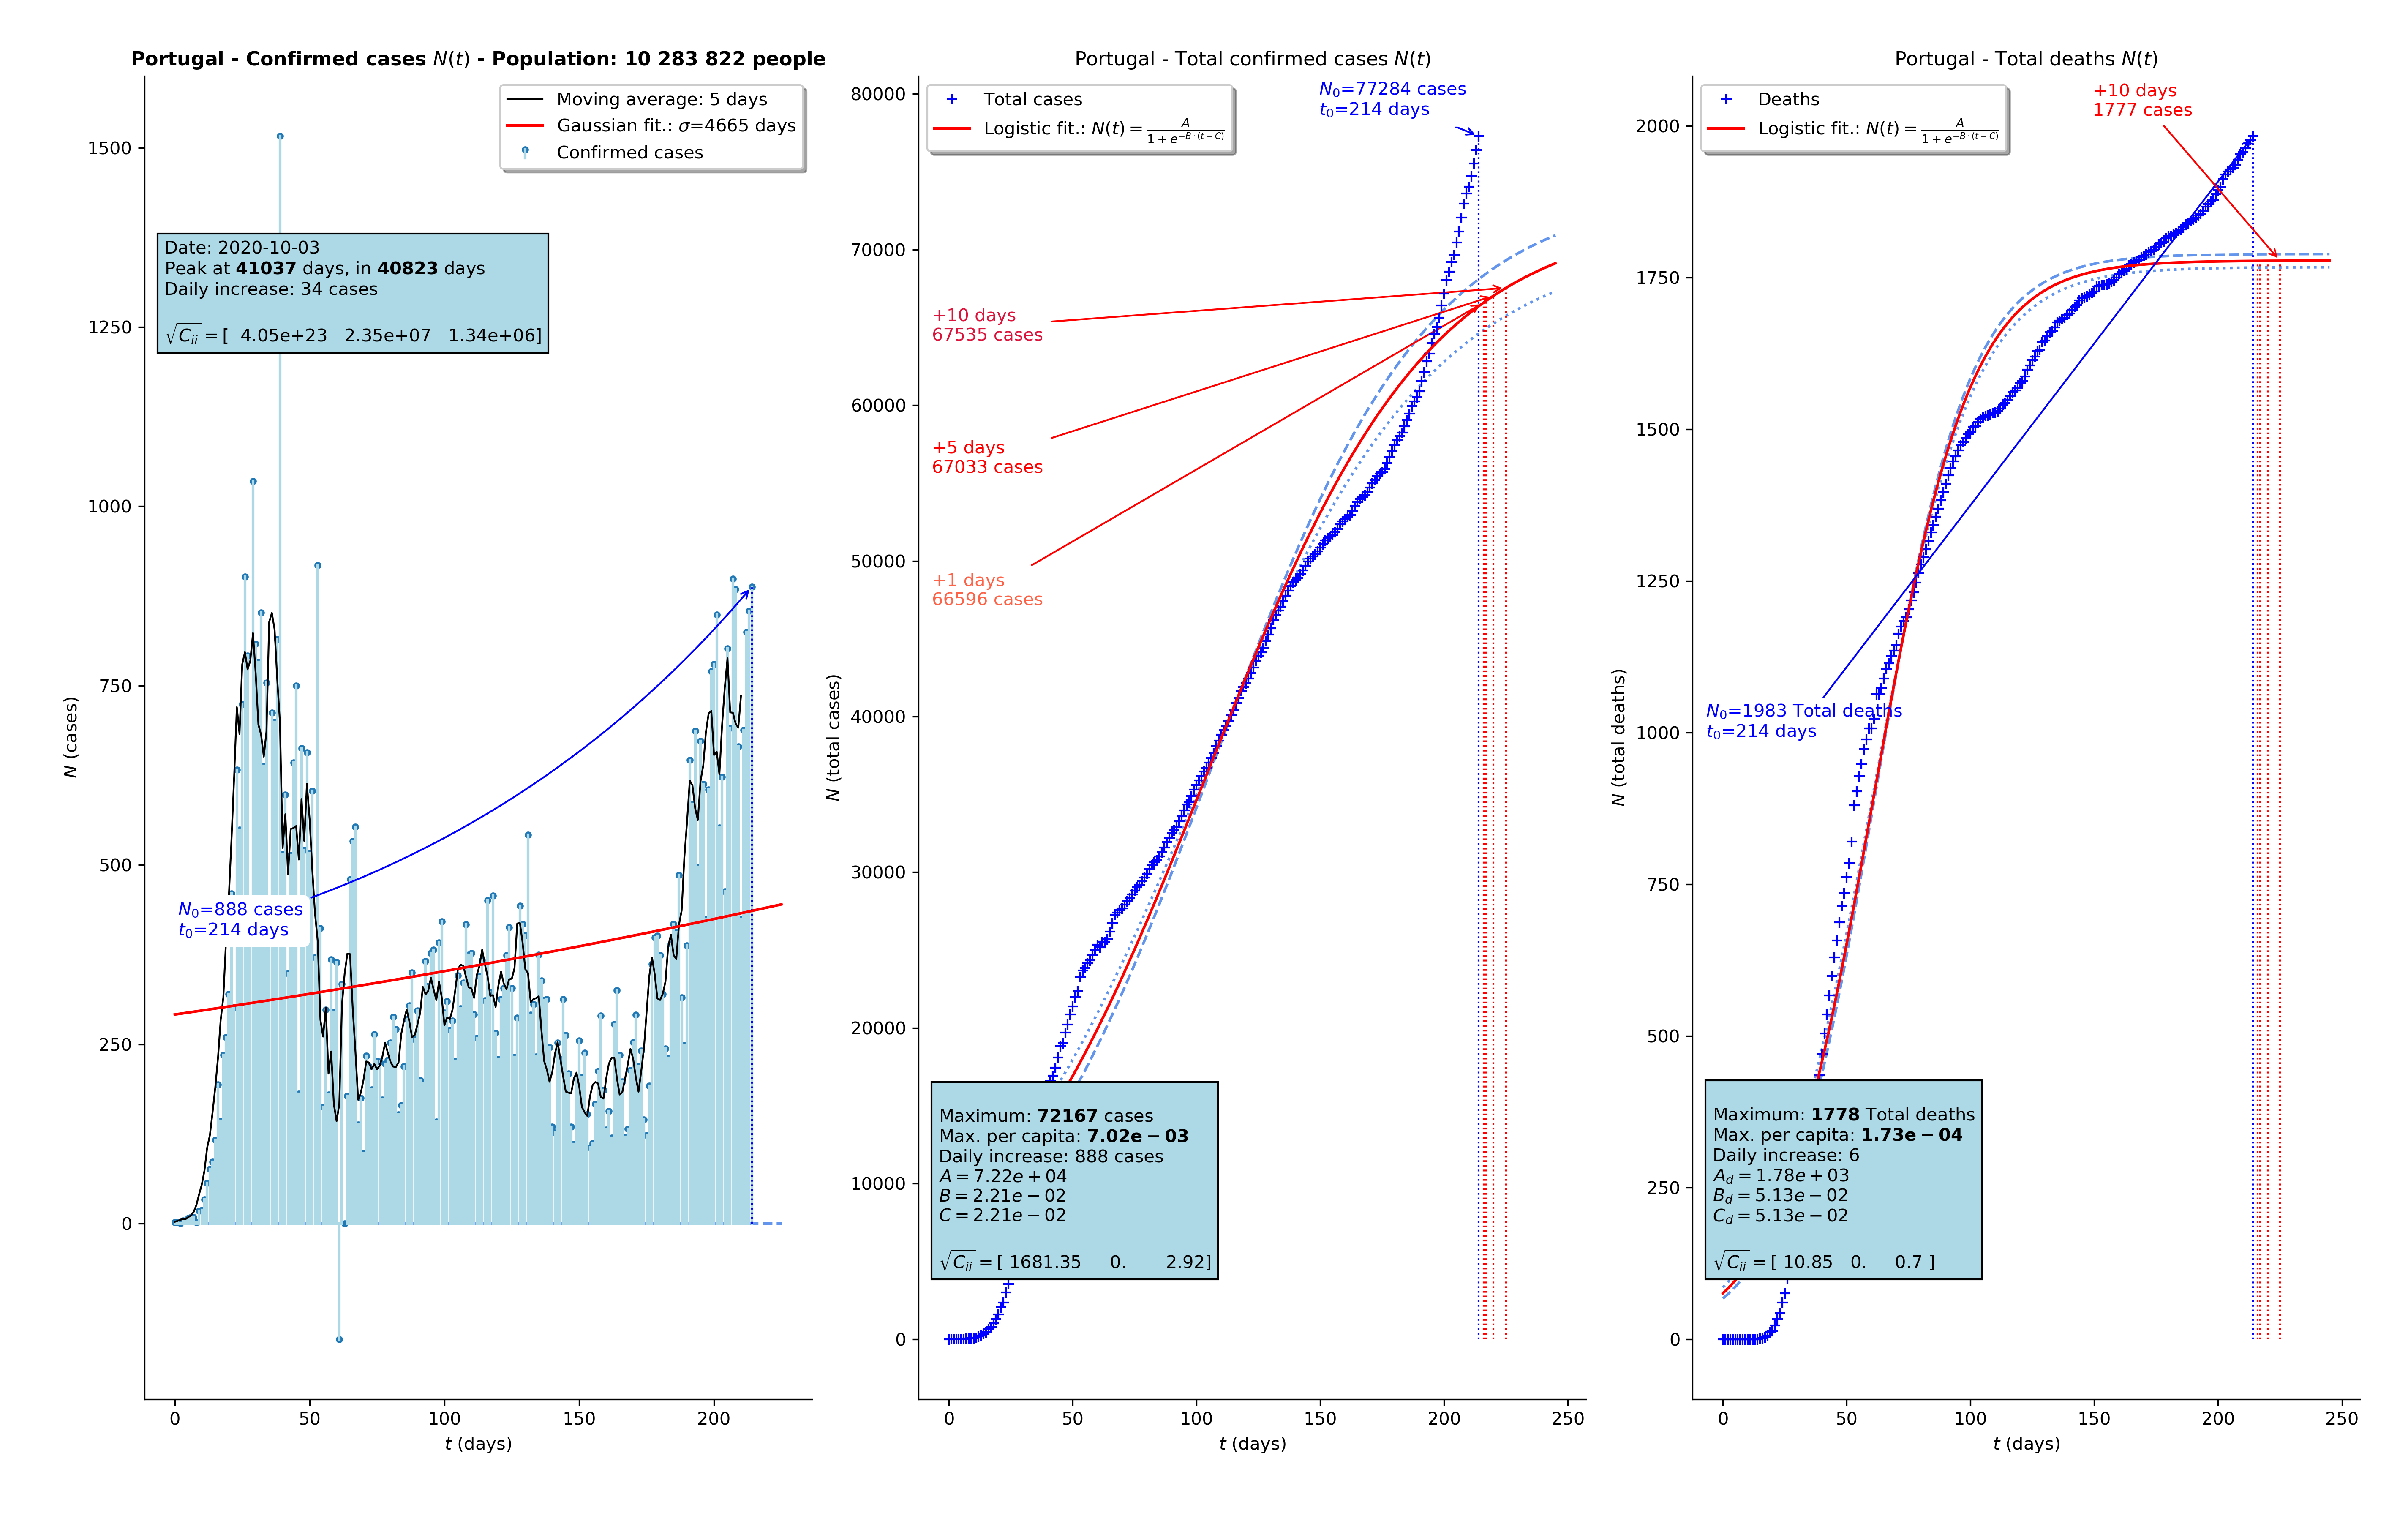 Portugal - Confirmed cases N(t) - Population: 10 283 822 people
Moving average: 5 days
Gaussian fit.: σ=4665 days
Confirmed cases
Date: 2020-10-03
Peak at 41037 days, in 40823 days
Daily increase: 34 cases
√C_ii = [ 4.05e+23 2.35e+07 1.34e+06]
N₀=888 cases
t₀=214 days
N (cases)
1500
1250
1000
750
500
250
0
0 50 100 150 200
t (days)
Portugal - Total confirmed cases N(t)
Total cases
Logistic fit.: N(t) = A / (1+e^{-B·(t-C)})
N₀=77284 cases
t₀=214 days
+10 days
67535 cases
+5 days
67033 cases
+1 days
66596 cases
Maximum: 72167 cases
Max. per capita: 7.02e − 03
Daily increase: 888 cases
A = 7.22e + 04
B = 2.21e − 02
C = 2.21e − 02
√C_ii = [ 1681.35 0. 2.92]
N (total cases)
80000
70000
60000
50000
40000
30000
20000
10000
0
0 50 100 150 200 250
t (days)
Portugal - Total deaths N(t)
Deaths
Logistic fit.: N(t) = A / (1+e^{-B·(t-C)})
+10 days
1777 cases
N₀=1983 Total deaths
t₀=214 days
Maximum: 1778 Total deaths
Max. per capita: 1.73e − 04
Daily increase: 6
A_d = 1.78e + 03
B_d = 5.13e − 02
C_d = 5.13e − 02
√C_ii = [ 10.85 0. 0.7 ]
N (total deaths)
2000
1750
1500
1250
1000
750
500
250
0
0 50 100 150 200 250
t (days)